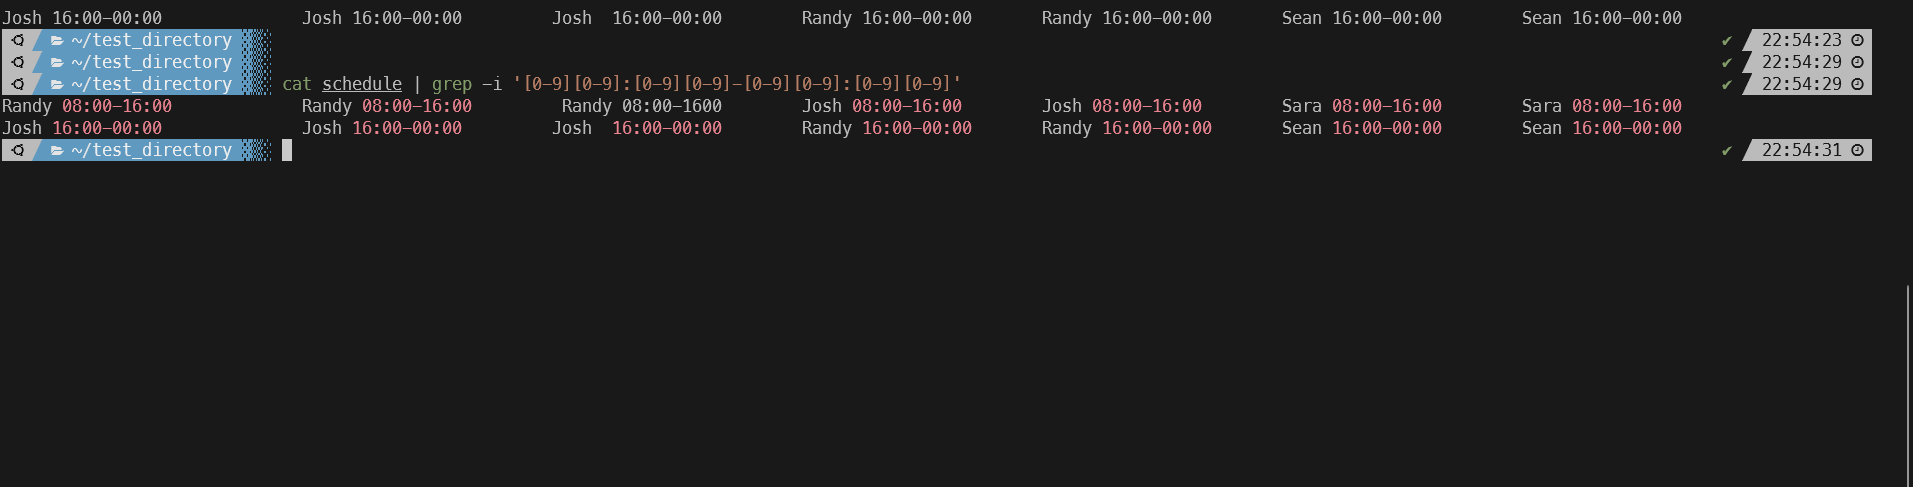 Josh 16:00-00:00 Josh 16:00-00:00 Josh  16:00-00:00 Randy 16:00-00:00 Randy 16:00-00:00 Sean 16:00-00:00 Sean 16:00-00:00
~/test_directory ✔ 22:54:23
~/test_directory ✔ 22:54:29
~/test_directory cat schedule | grep -i '[0-9][0-9]:[0-9][0-9]-[0-9][0-9]:[0-9][0-9]' ✔ 22:54:29
Randy 08:00-16:00 Randy 08:00-16:00 Randy 08:00-1600 Josh 08:00-16:00 Josh 08:00-16:00 Sara 08:00-16:00 Sara 08:00-16:00
Josh 16:00-00:00 Josh 16:00-00:00 Josh  16:00-00:00 Randy 16:00-00:00 Randy 16:00-00:00 Sean 16:00-00:00 Sean 16:00-00:00
~/test_directory ✔ 22:54:31